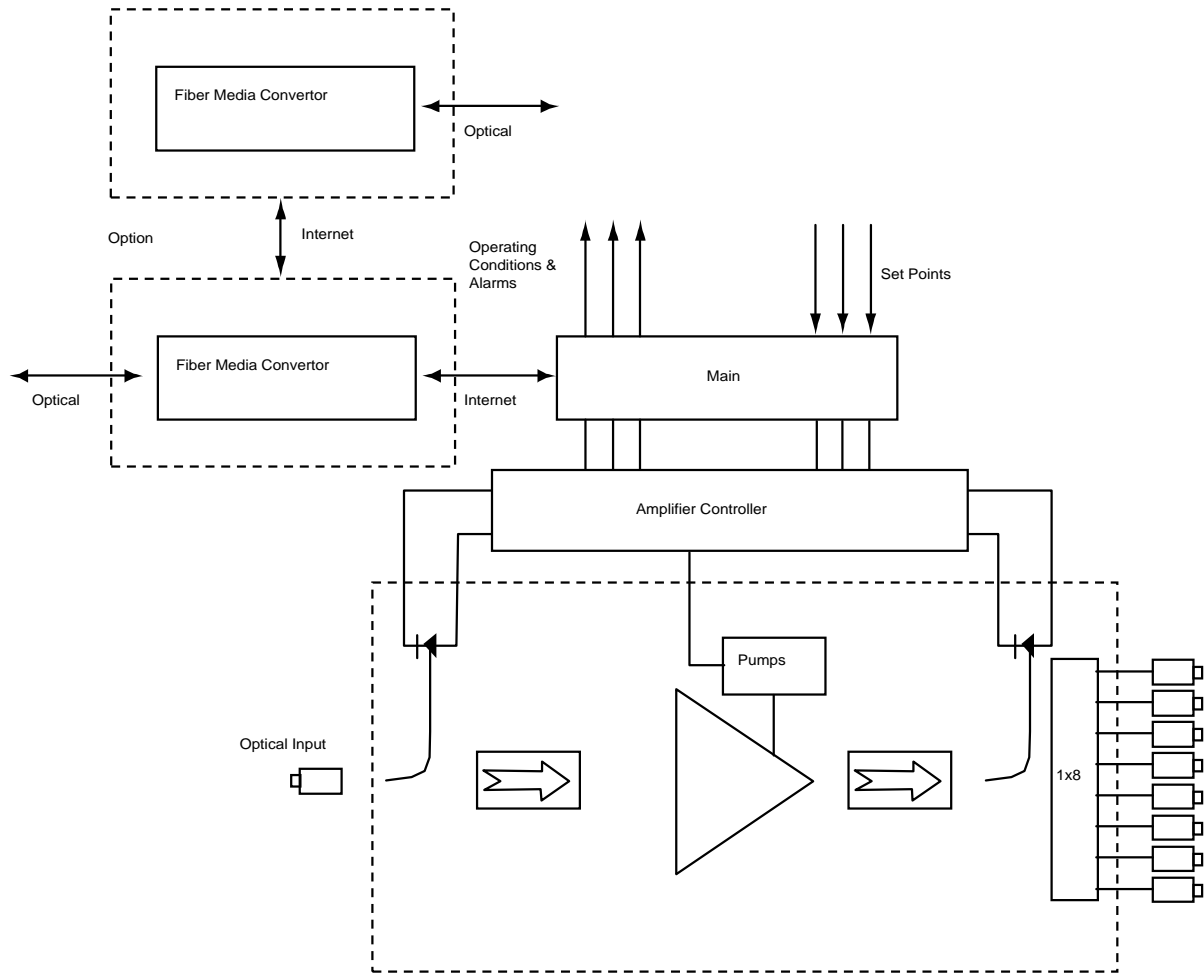 Fiber Media Convertor
Optical
Option
Internet
Operating
Conditions &
Alarms
Set Points
Fiber Media Convertor
Main
Optical
Internet
Amplifier Controller
Pumps
Optical Input
1x8